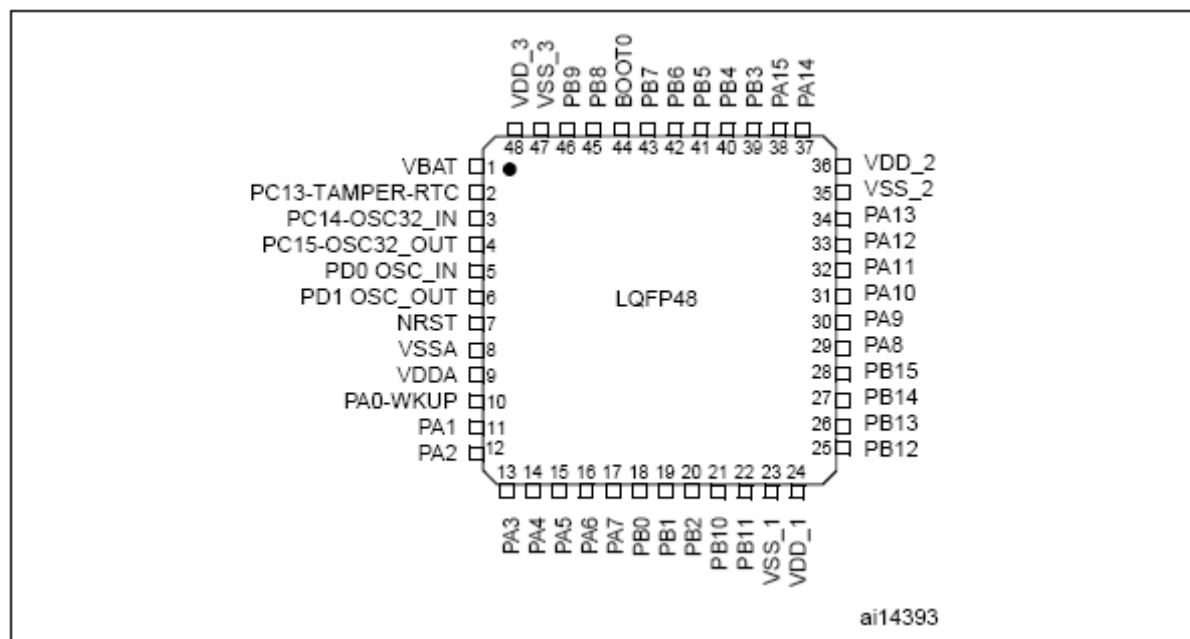 VDD_3
VSS_3
PB9
PB8
BOOT0
PB7
PB6
PB5
PB4
PB3
PA15
PA14
48 47 46 45 44 43 42 41 40 39 38 37
VBAT 1
PC13-TAMPER-RTC 2
PC14-OSC32_IN 3
PC15-OSC32_OUT 4
PD0 OSC_IN 5
PD1 OSC_OUT 6
NRST 7
VSSA 8
VDDA 9
PA0-WKUP 10
PA1 11
PA2 12
LQFP48
36 VDD_2
35 VSS_2
34 PA13
33 PA12
32 PA11
31 PA10
30 PA9
29 PA8
28 PB15
27 PB14
26 PB13
25 PB12
13 14 15 16 17 18 19 20 21 22 23 24
PA3
PA4
PA5
PA6
PA7
PB0
PB1
PB2
PB10
PB11
VSS_1
VDD_1
ai14393